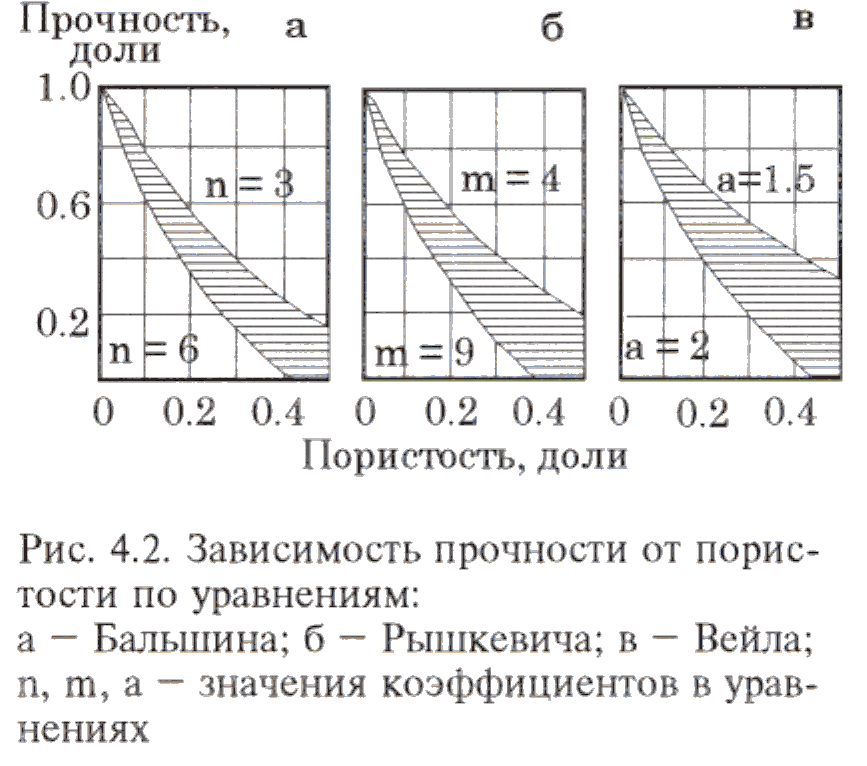 Прочность, доли
а
б
в
1.0
0.6
0.2
n = 3
n = 6
m = 4
m = 9
a=1.5
a = 2
0 0.2 0.4
0 0.2 0.4
0 0.2 0.4
Пористость, доли
Рис. 4.2. Зависимость прочности от порис-
тости по уравнениям:
а — Бальшина; б — Рышкевича; в — Вейла;
n, m, a — значения коэффициентов в урав-
нениях